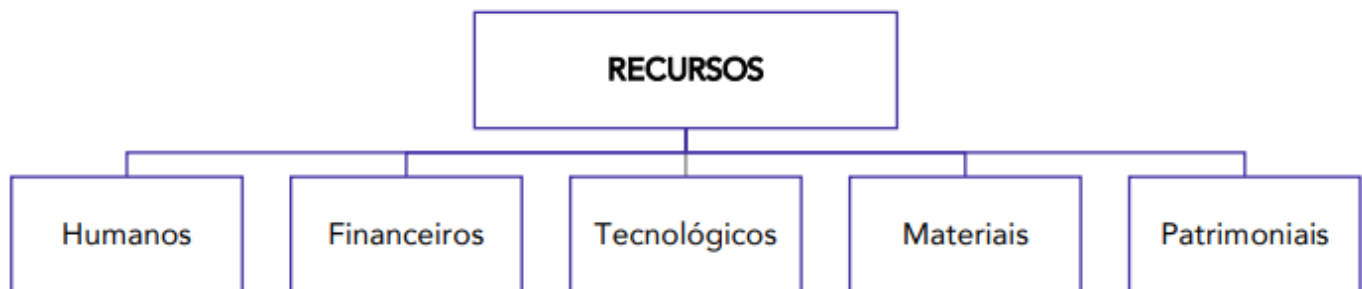 RECURSOS
Humanos
Financeiros
Tecnológicos
Materiais
Patrimoniais